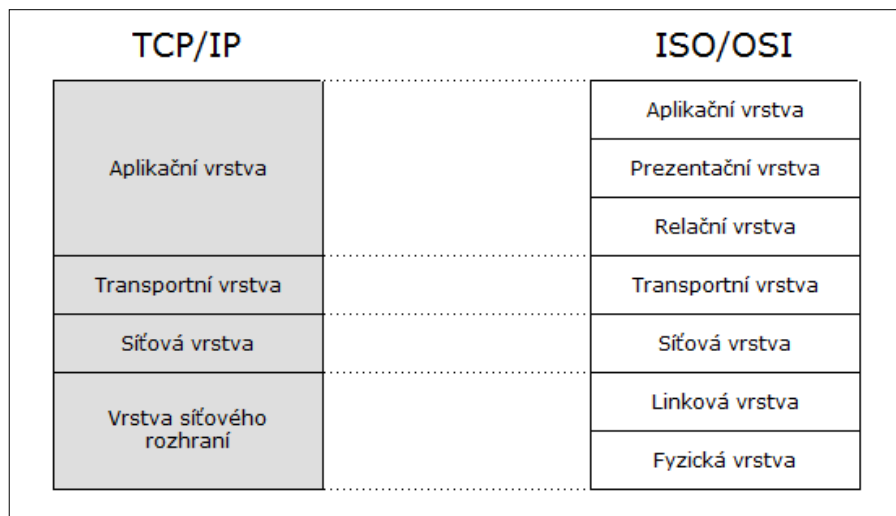 TCP/IP
ISO/OSI
Aplikační vrstva
Transportní vrstva
Síťová vrstva
Vrstva síťového
rozhraní
Aplikační vrstva
Prezentační vrstva
Relační vrstva
Transportní vrstva
Síťová vrstva
Linková vrstva
Fyzická vrstva